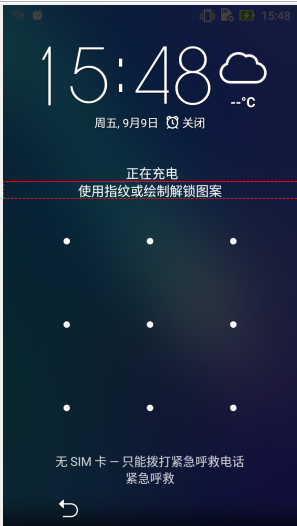 15:48
15:48
--°C
周五, 9月9日 关闭
正在充电
使用指纹或绘制解锁图案
无 SIM 卡 — 只能拨打紧急呼救电话
紧急呼救